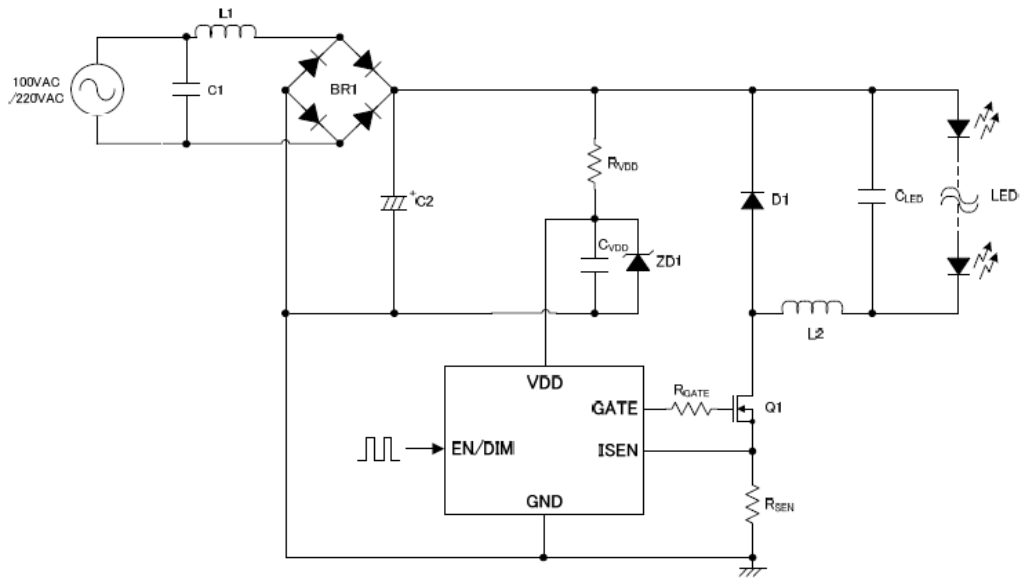 L1
100VAC
/220VAC
C1
BR1
+
C2
RVDD
CVDD
ZD1
D1
CLED
LED
L2
VDD
GATE
RGATE
Q1
EN/DIM
ISEN
GND
RSEN